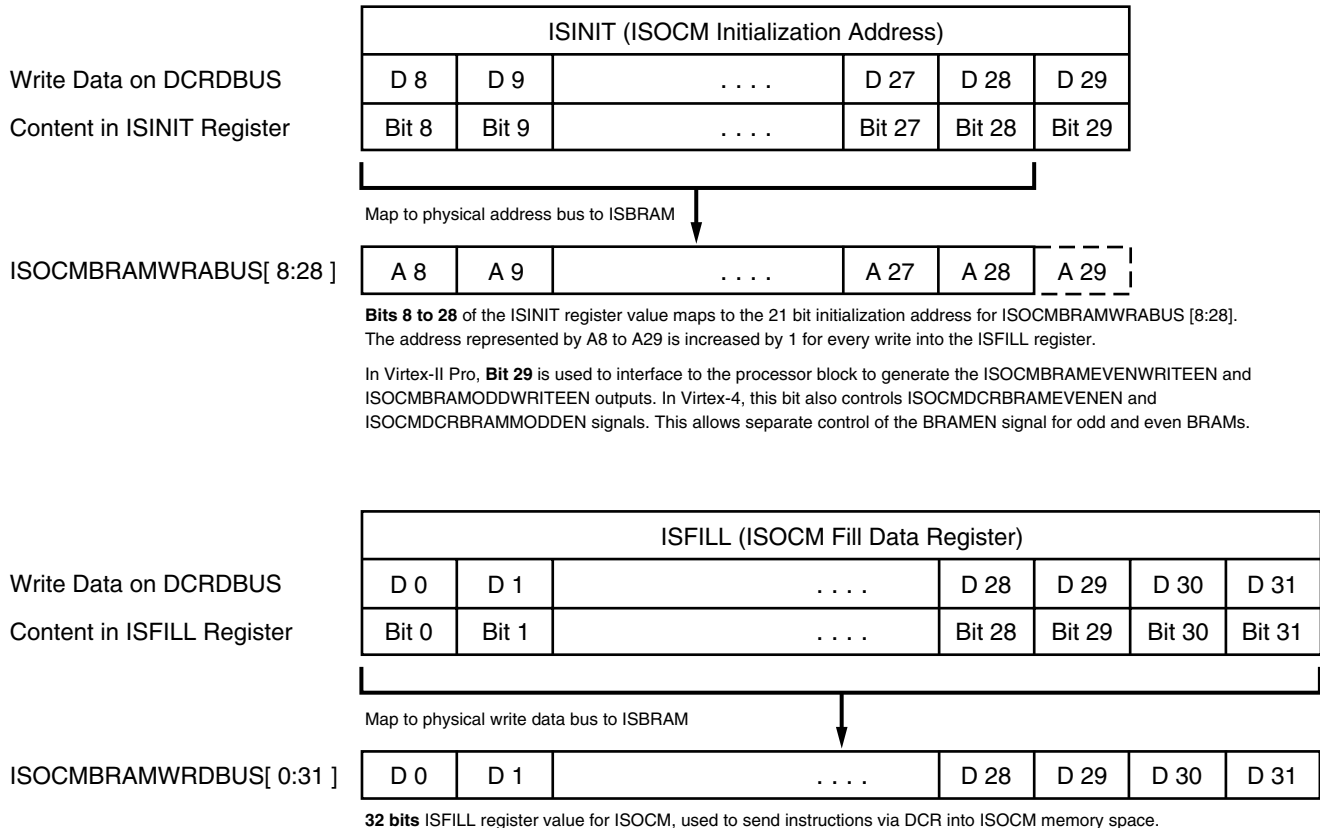 ISINIT (ISOCM Initialization Address)
Write Data on DCRDBUS D 8 D 9 . . . . D 27 D 28 D 29
Content in ISINIT Register Bit 8 Bit 9 . . . . Bit 27 Bit 28 Bit 29
Map to physical address bus to ISBRAM
ISOCMBRAMWRABUS[ 8:28 ] A 8 A 9 . . . . A 27 A 28 A 29
Bits 8 to 28 of the ISINIT register value maps to the 21 bit initialization address for ISOCMBRAMWRABUS [8:28].
The address represented by A8 to A29 is increased by 1 for every write into the ISFILL register.
In Virtex-II Pro, Bit 29 is used to interface to the processor block to generate the ISOCMBRAMEVENWRITEEN and
ISOCMBRAMODDWRITEEN outputs. In Virtex-4, this bit also controls ISOCMDCRBRAMEVENEN and
ISOCMDCRBRAMMODDEN signals. This allows separate control of the BRAMEN signal for odd and even BRAMs.
ISFILL (ISOCM Fill Data Register)
Write Data on DCRDBUS D 0 D 1 . . . . D 28 D 29 D 30 D 31
Content in ISFILL Register Bit 0 Bit 1 . . . . Bit 28 Bit 29 Bit 30 Bit 31
Map to physical write data bus to ISBRAM
ISOCMBRAMWRDBUS[ 0:31 ] D 0 D 1 . . . . D 28 D 29 D 30 D 31
32 bits ISFILL register value for ISOCM, used to send instructions via DCR into ISOCM memory space.